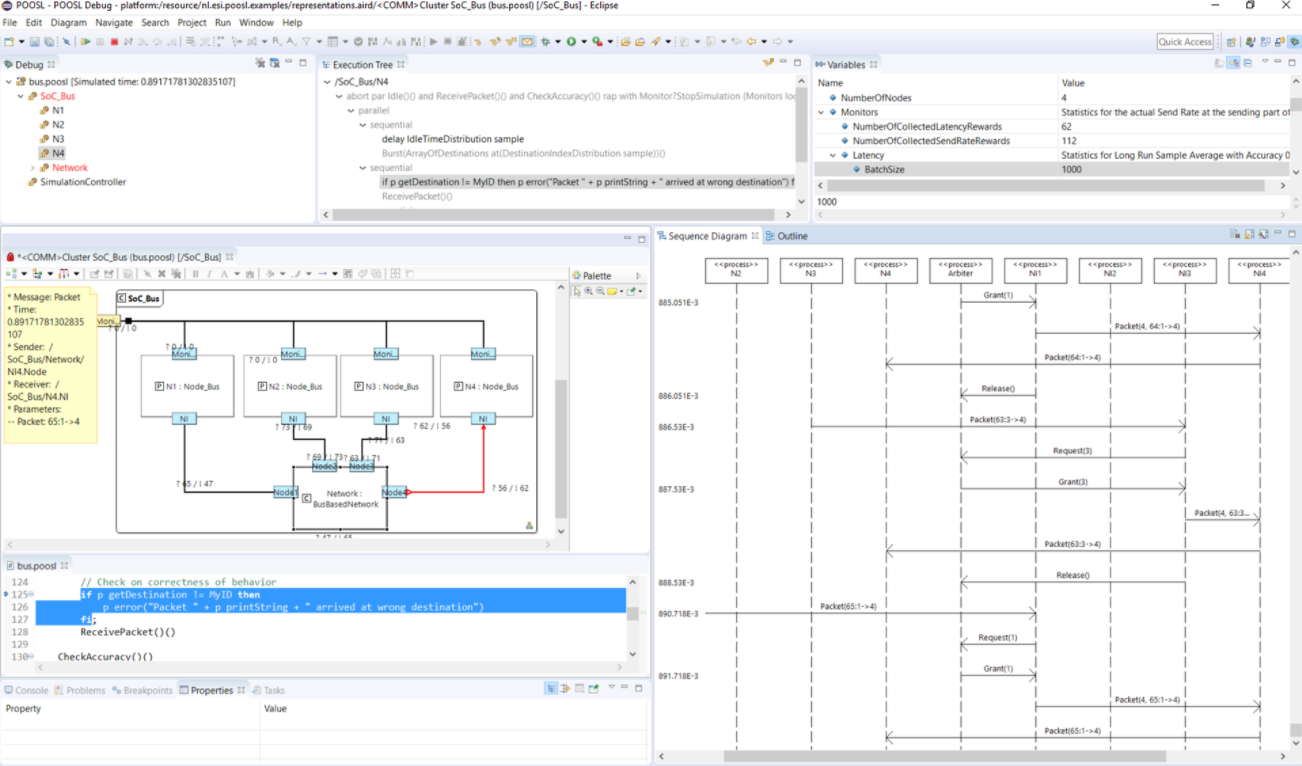 POOSL - POOSL Debug - platform:/resource/nl.esi.poosl.examples/representations.aird/<COMM>Cluster SoC_Bus (bus.poosl) [/SoC_Bus] - Eclipse
File Edit Diagram Navigate Search Project Run Window Help
Quick Access
Debug
bus.poosl [Simulated time: 0.89171781302835107]
SoC_Bus
N1
N2
N3
N4
Network
SimulationController
Execution Tree
/SoC_Bus/N4
abort par Idle()() and ReceivePacket()() and CheckAccuracy()() rap with Monitor?StopSimulation {Monitors
parallel
sequential
delay IdleTimeDistribution sample
Burst(ArrayOfDestinations at(DestinationIndexDistribution sample))()
sequential
if p getDestination != MyID then p error("Packet " + p printString + " arrived at wrong destination") f
ReceivePacket()()
Variables
Name Value
NumberOfNodes 4
Monitors Statistics for the actual Send Rate at the sending part of
NumberOfCollectedLatencyRewards 62
NumberOfCollectedSendRateRewards 112
Latency Statistics for Long Run Sample Average with Accuracy 0
BatchSize 1000
1000
*<COMM>Cluster SoC_Bus (bus.poosl) [/SoC_Bus]
Palette
* Message: Packet
* Time:
0.89171781302835
107
* Sender: /
SoC_Bus/Network/
NI4.Node
* Receiver: /
SoC_Bus/N4.NI
* Parameters:
-- Packet: 65:1->4
C SoC_Bus
Moni...
? 0 / ! 0
? 0 / ! 0
Moni... Moni... Moni... Moni...
? 0 / ! 0
P N1 : Node_Bus
P N2 : Node_Bus
P N3 : Node_Bus
P N4 : Node_Bus
NI NI NI NI
? 73 / ! 69
? 62 / ! 56
? 71 / ! 63
? 69 / ! 73 ? 63 / ! 71
Node2 Node3
? 65 / ! 47
? 56 / ! 62
Node1 Node4
C Network :
BusBasedNetwork
? 47 / ! 65
bus.poosl
124 // Check on correctness of behavior
125 if p getDestination != MyID then
126 p error("Packet " + p printString + " arrived at wrong destination")
127 fi;
128 ReceivePacket()()
129
130 CheckAccuracy()()
Console Problems Breakpoints Properties Tasks
Property Value
Sequence Diagram Outline
<<process>> <<process>> <<process>> <<process>> <<process>> <<process>> <<process>> <<process>>
N2 N3 N4 Arbiter NI1 NI2 NI3 NI4
885.051E-3
Grant(1)
Packet(4, 64:1->4)
Packet(64:1->4)
Release()
886.051E-3
Packet(63:3->4)
886.53E-3
Request(3)
Grant(3)
887.53E-3
Packet(4, 63:3...
Packet(63:3->4)
Release()
888.53E-3
Packet(65:1->4)
890.718E-3
Request(1)
Grant(1)
891.718E-3
Packet(4, 65:1->4)
Packet(65:1->4)